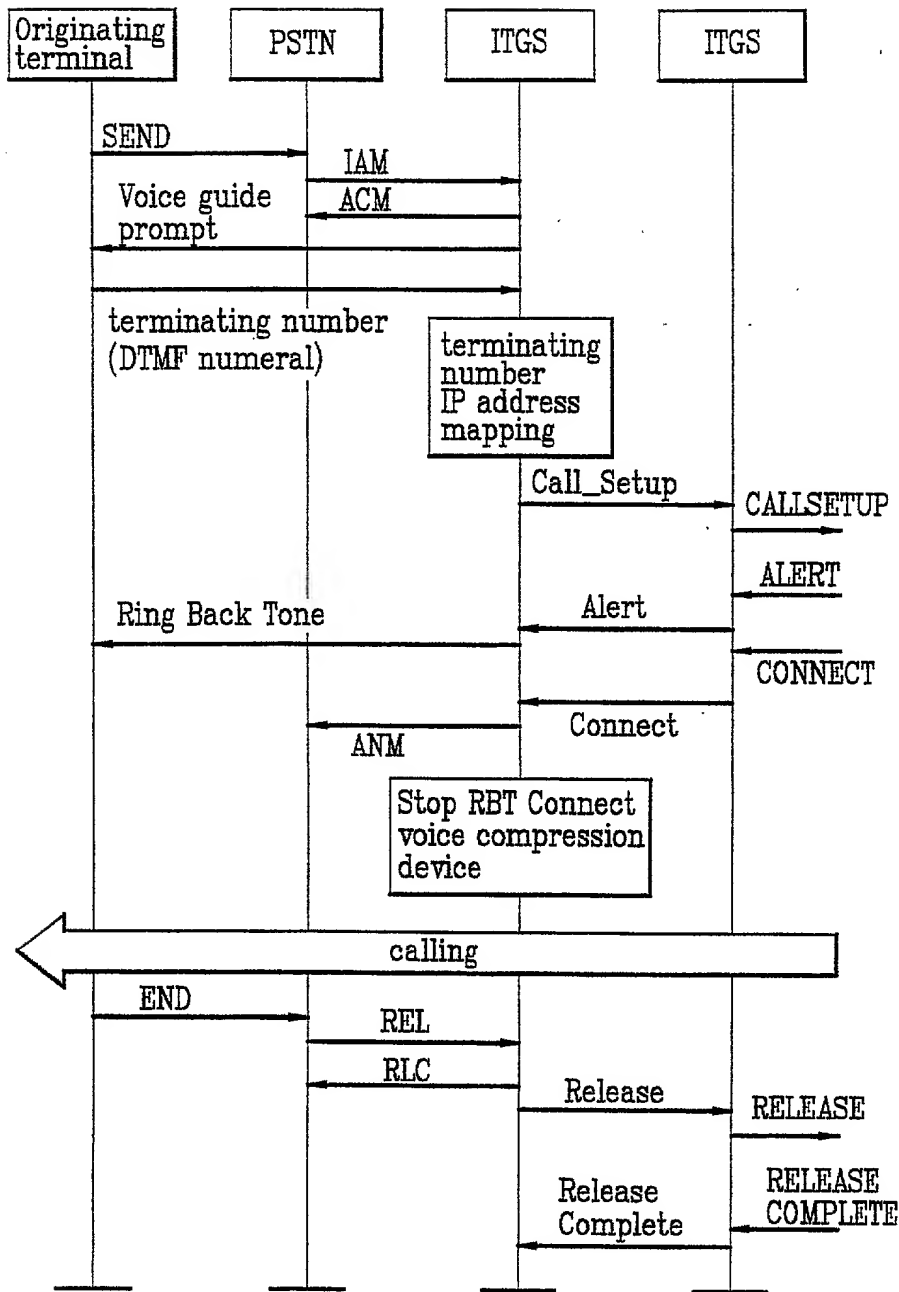 Originating
terminal
PSTN
ITGS
ITGS
SEND
IAM
Voice guide
prompt
ACM
terminating number
(DTMF numeral)
terminating
number
IP address
mapping
Call_Setup
CALLSETUP
ALERT
Ring Back Tone
Alert
CONNECT
Connect
ANM
Stop RBT Connect
voice compression
device
calling
END
REL
RLC
Release
RELEASE
Release
Complete
RELEASE
COMPLETE